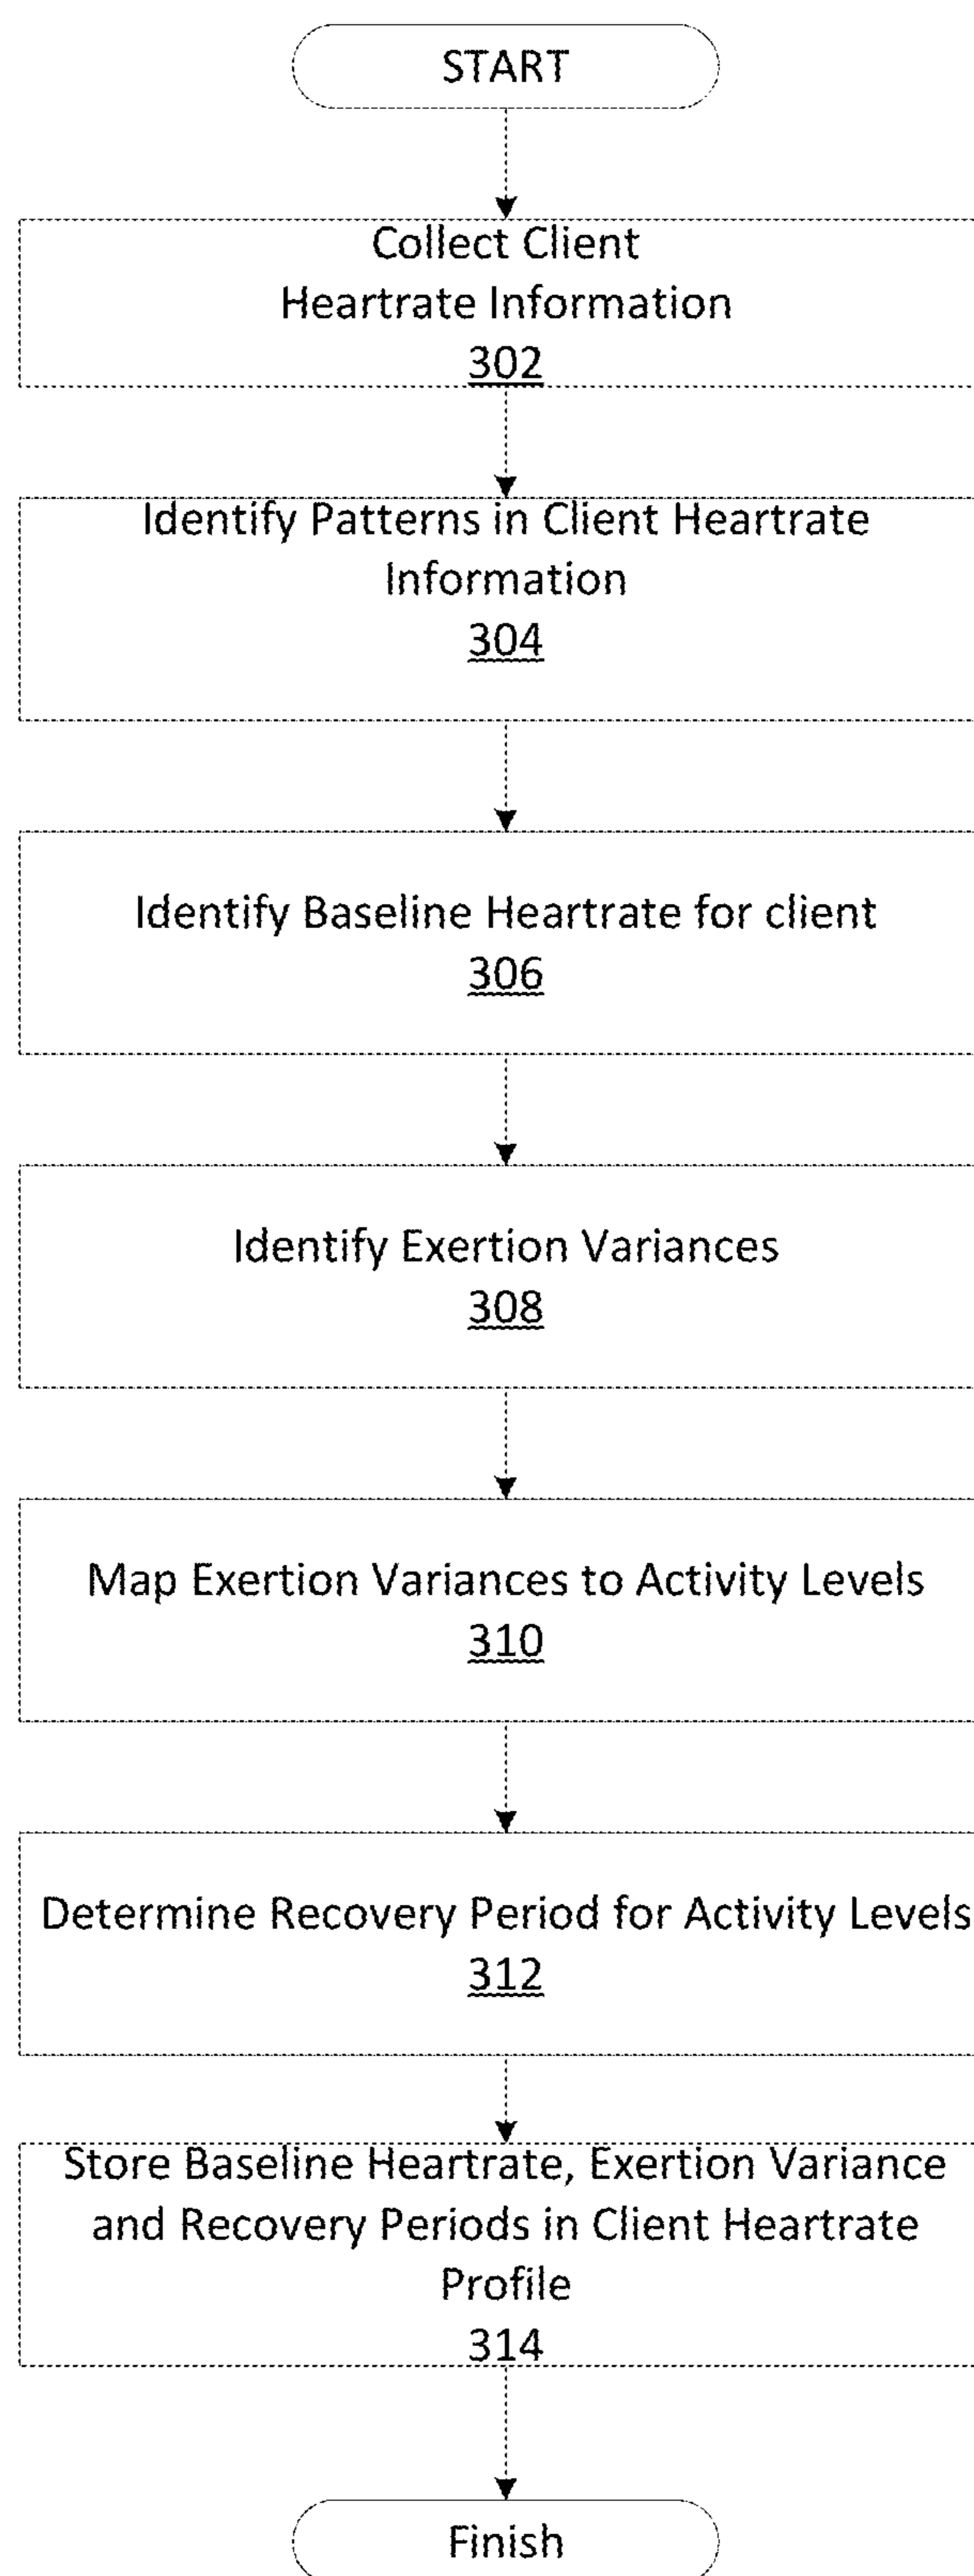 START
Collect Client
Heartrate Information
302
Identify Patterns in Client Heartrate
Information
304
Identify Baseline Heartrate for client
306
Identify Exertion Variances
308
Map Exertion Variances to Activity Levels
310
Determine Recovery Period for Activity Levels
312
Store Baseline Heartrate, Exertion Variance
and Recovery Periods in Client Heartrate
Profile
314
Finish